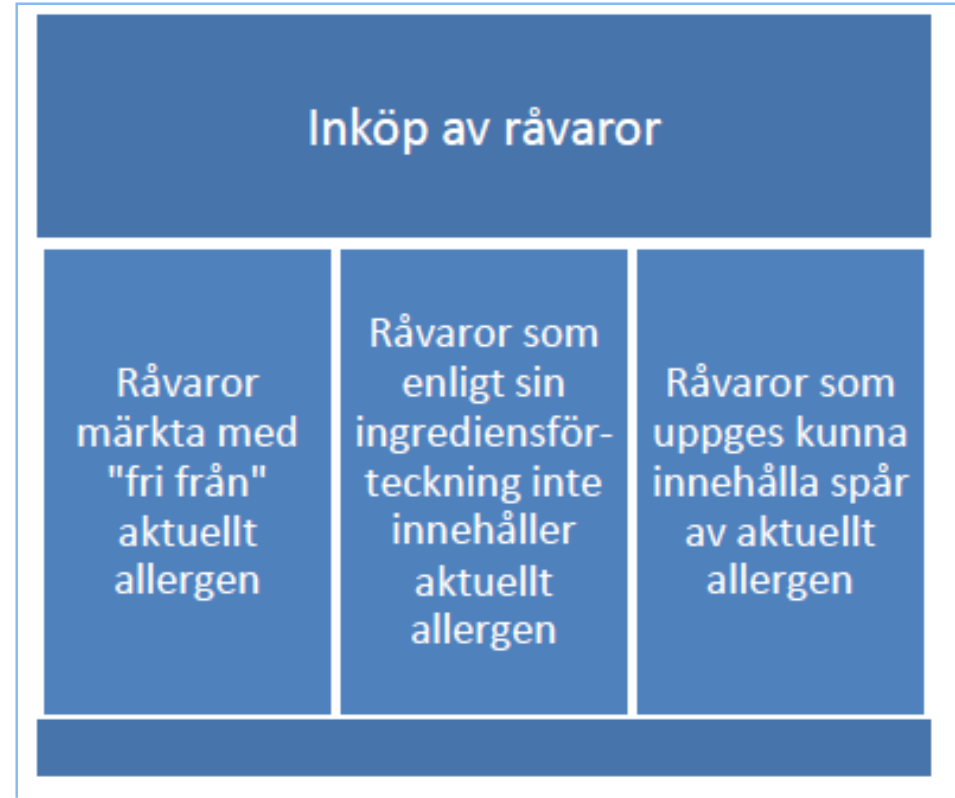 Inköp av råvaror
Råvaror
märkta med
"fri från"
aktuellt
allergen
Råvaror som
enligt sin
ingrediensför-
teckning inte
innehåller
aktuellt
allergen
Råvaror som
uppges kunna
innehålla spår
av aktuellt
allergen